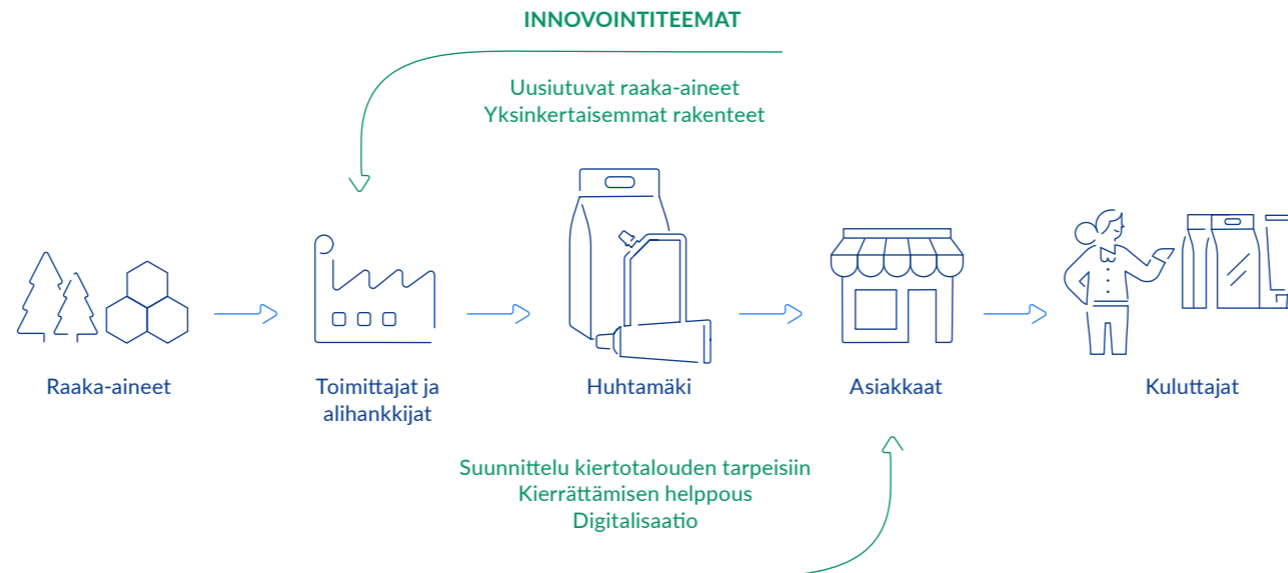 INNOVOINTITEEMAT
Uusiutuvat raaka-aineet
Yksinkertaisemmat rakenteet
Raaka-aineet
Toimittajat ja
alihankkijat
Huhtamäki
Asiakkaat
Kuluttajat
Suunnittelu kiertotalouden tarpeisiin
Kierrättämisen helppous
Digitalisaatio